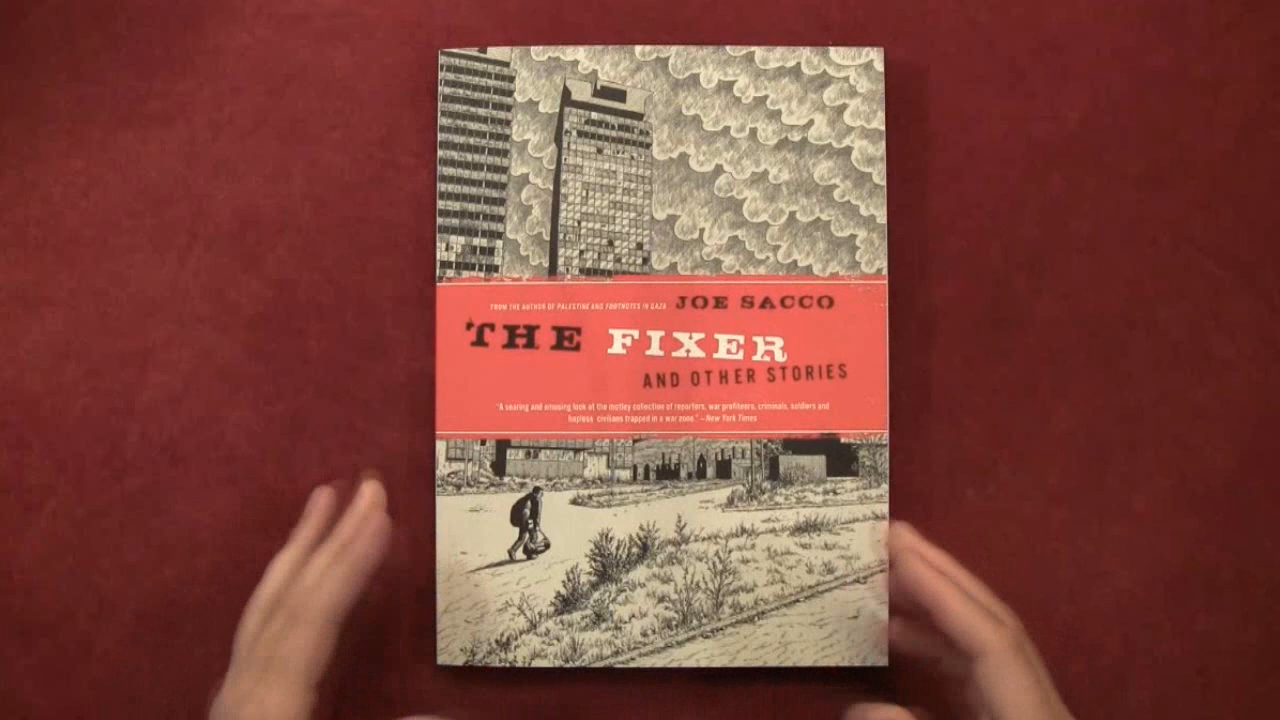 FROM THE AUTHOR OF PALESTINE AND FOOTNOTES IN GAZA JOE SACCO
THE FIXER
AND OTHER STORIES
"A searing and amusing look at the motley collection of reporters, war profiteers, criminals, soldiers and
hapless civilians trapped in a war zone." – New York Times